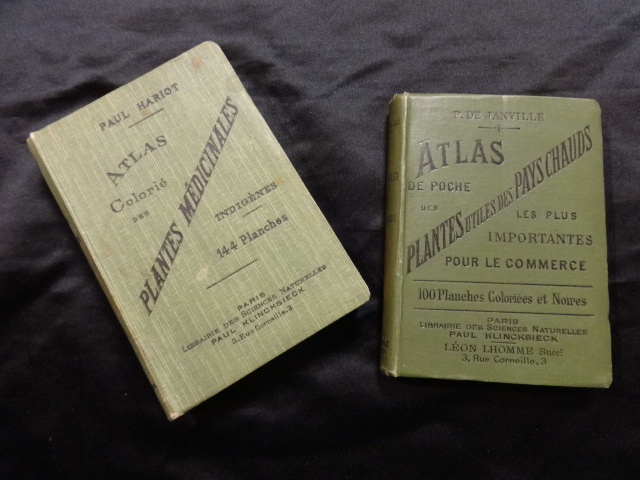 PAUL HARIOT
ATLAS
Colorié
DES
PLANTES MÉDICINALES
INDIGÈNES
144 Planches
PARIS
LIBRAIRIE DES SCIENCES NATURELLES
PAUL KLINCKSIECK
3, Rue Corneille, 3
P. DE JANVILLE
ATLAS
DE POCHE
DES
PLANTES UTILES DES PAYS CHAUDS
LES PLUS
IMPORTANTES
POUR LE COMMERCE
100 Planches Coloriées et Noires
PARIS
LIBRAIRIE DES SCIENCES NATURELLES
PAUL KLINCKSIECK
LÉON LHOMME Succr
3, Rue Corneille, 3